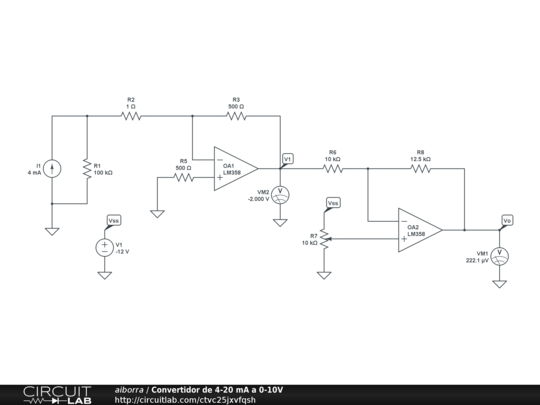 R2
1 Ω
R3
500 Ω
I1
4 mA
R1
100 kΩ
R5
500 Ω
OA1
LM358
V1
R6
10 kΩ
R8
12.5 kΩ
VM2
-2.000 V
V
Vss
V1
-12 V
Vss
R7
10 kΩ
OA2
LM358
Vo
VM1
222.1 µV
V
CIRCUIT
LAB
aiborra / Convertidor de 4-20 mA a 0-10V
http://circuitlab.com/ctvc25jxvfqsh